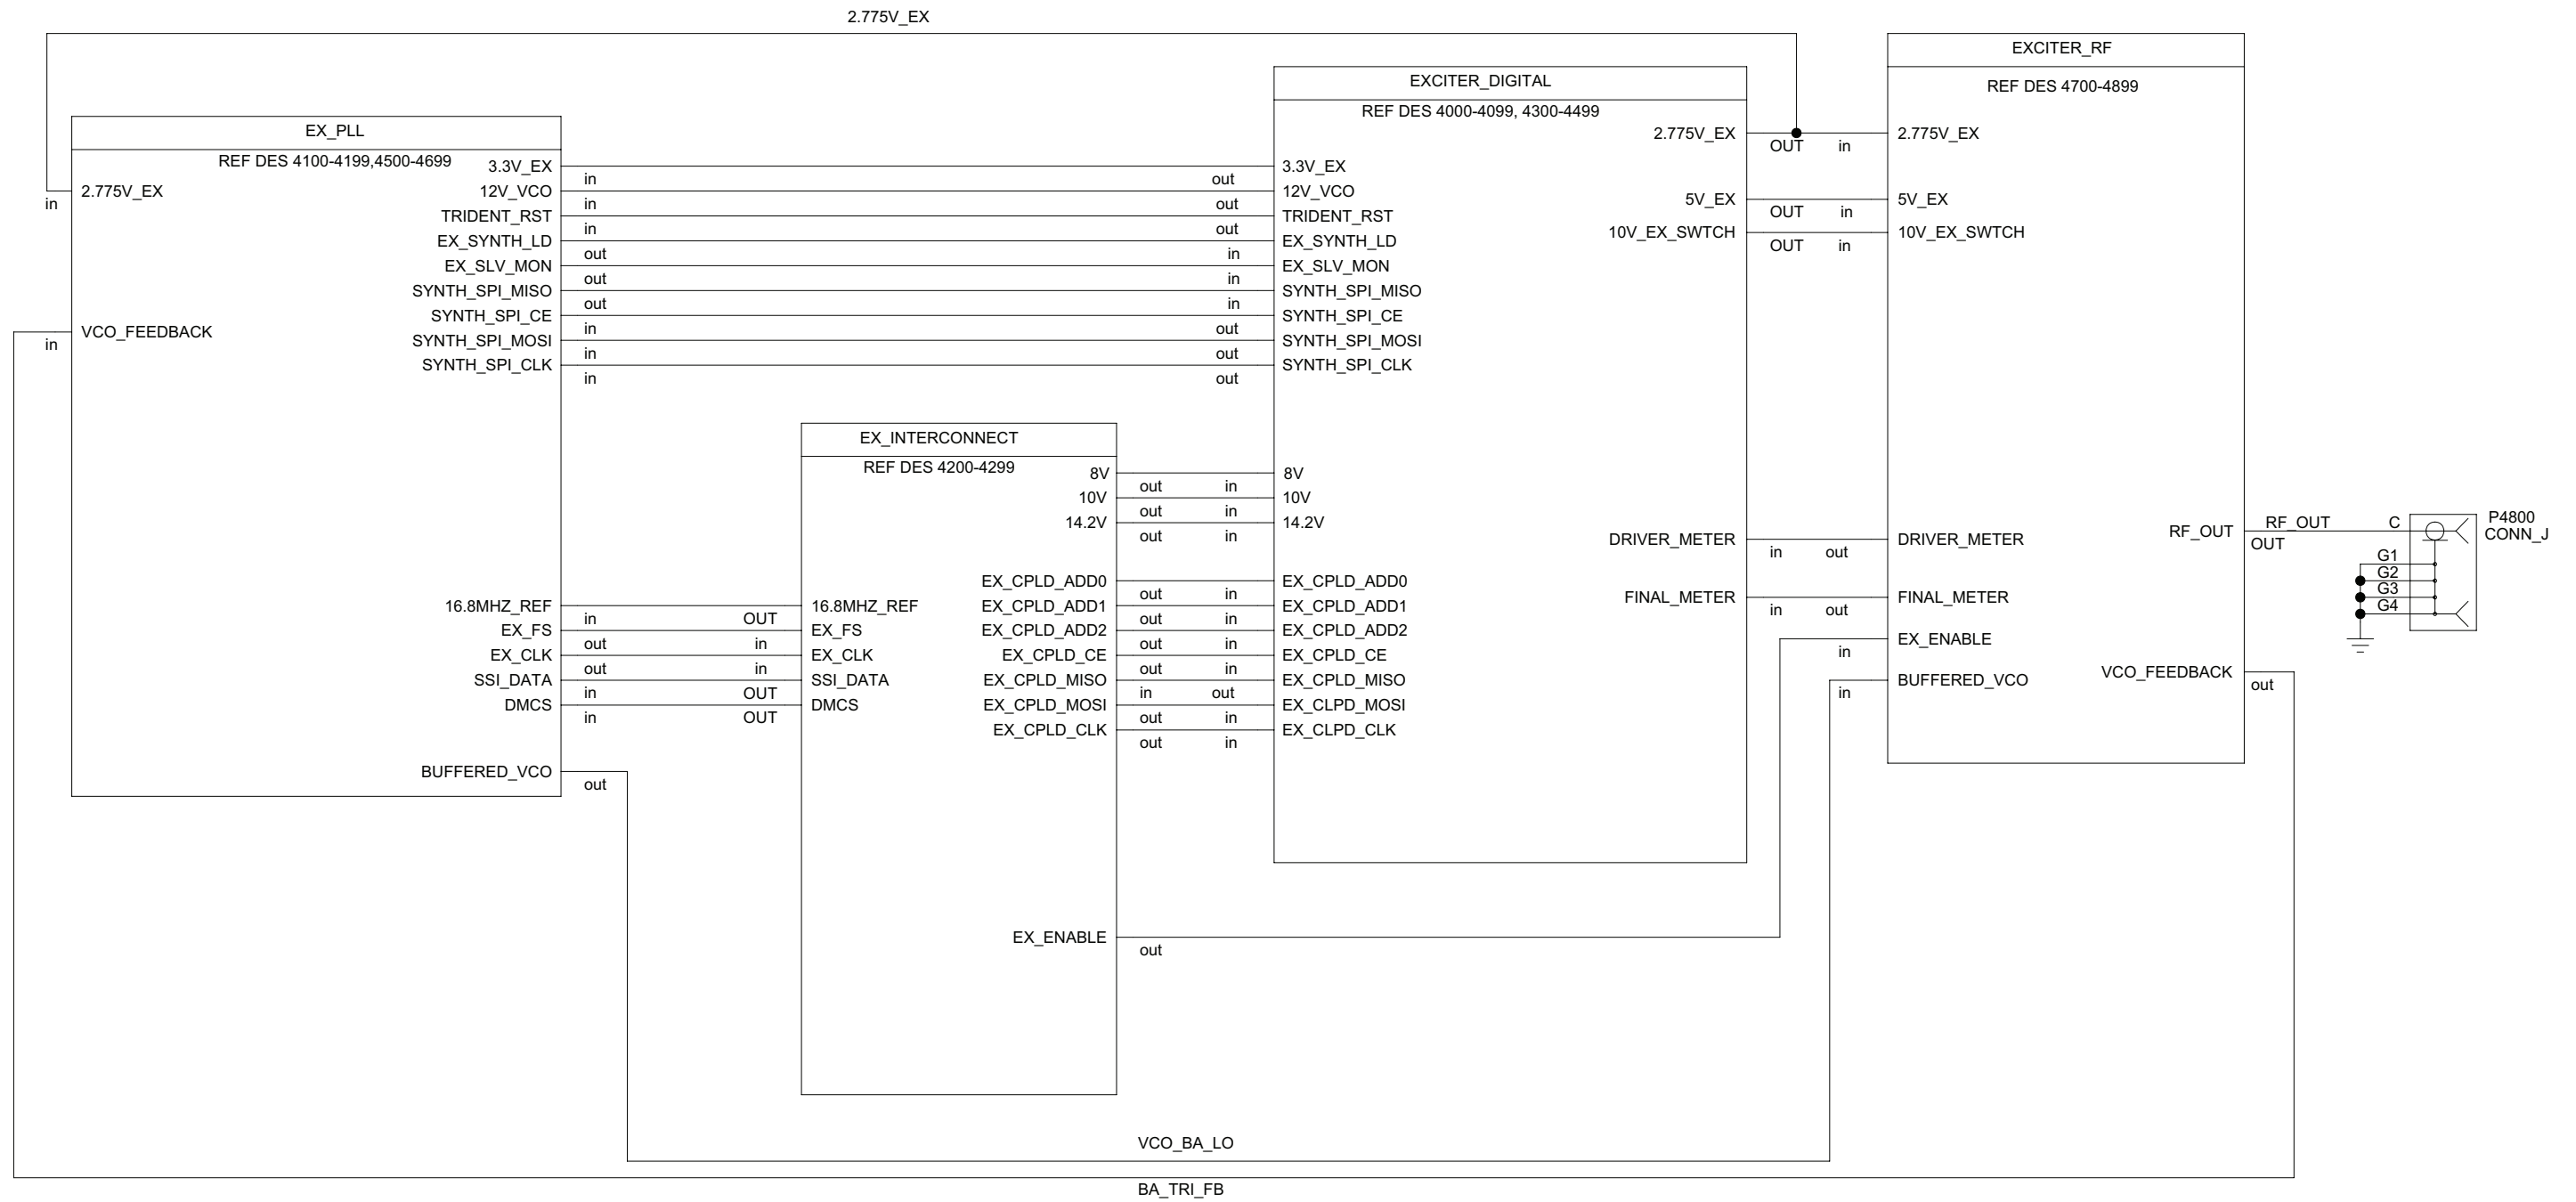 2.775V_EX
EX_PLL
REF DES 4100-4199,4500-4699
2.775V_EX
in
VCO_FEEDBACK
in
3.3V_EX
in
12V_VCO
in
TRIDENT_RST
in
EX_SYNTH_LD
out
EX_SLV_MON
out
SYNTH_SPI_MISO
out
SYNTH_SPI_CE
in
SYNTH_SPI_MOSI
in
SYNTH_SPI_CLK
in
16.8MHZ_REF
in
EX_FS
out
EX_CLK
out
SSI_DATA
in
DMCS
in
BUFFERED_VCO
out
EX_INTERCONNECT
REF DES 4200-4299
OUT
16.8MHZ_REF
in
EX_FS
in
EX_CLK
OUT
SSI_DATA
OUT
DMCS
8V
out
10V
out
14.2V
out
EX_CPLD_ADD0
out
EX_CPLD_ADD1
out
EX_CPLD_ADD2
out
EX_CPLD_CE
out
EX_CPLD_MISO
in
EX_CPLD_MOSI
out
EX_CPLD_CLK
out
EX_ENABLE
out
EXCITER_DIGITAL
REF DES 4000-4099, 4300-4499
3.3V_EX
out
12V_VCO
out
TRIDENT_RST
out
EX_SYNTH_LD
in
EX_SLV_MON
in
SYNTH_SPI_MISO
in
SYNTH_SPI_CE
out
SYNTH_SPI_MOSI
out
SYNTH_SPI_CLK
out
8V
in
10V
in
14.2V
in
EX_CPLD_ADD0
in
EX_CPLD_ADD1
in
EX_CPLD_ADD2
in
EX_CPLD_CE
in
EX_CPLD_MISO
out
EX_CLPD_MOSI
in
EX_CLPD_CLK
in
2.775V_EX
OUT
5V_EX
OUT
10V_EX_SWTCH
OUT
DRIVER_METER
in
FINAL_METER
in
EXCITER_RF
REF DES 4700-4899
2.775V_EX
in
5V_EX
in
10V_EX_SWTCH
in
DRIVER_METER
out
FINAL_METER
out
EX_ENABLE
in
BUFFERED_VCO
in
RF_OUT
OUT
VCO_FEEDBACK
out
RF_OUT
C
G1
G2
G3
G4
P4800
CONN_J
VCO_BA_LO
BA_TRI_FB